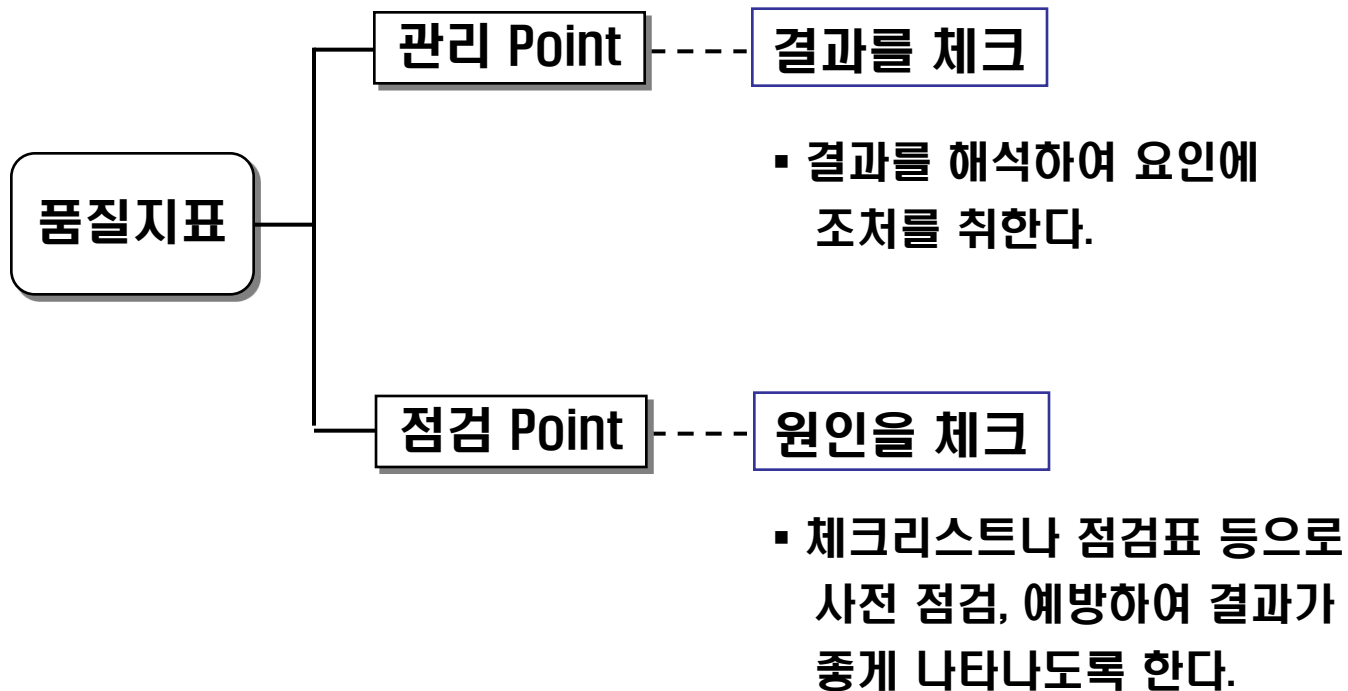 관리 Point
결과를 체크
▪ 결과를 해석하여 요인에
조처를 취한다.
품질지표
점검 Point
원인을 체크
▪ 체크리스트나 점검표 등으로
사전 점검, 예방하여 결과가
좋게 나타나도록 한다.